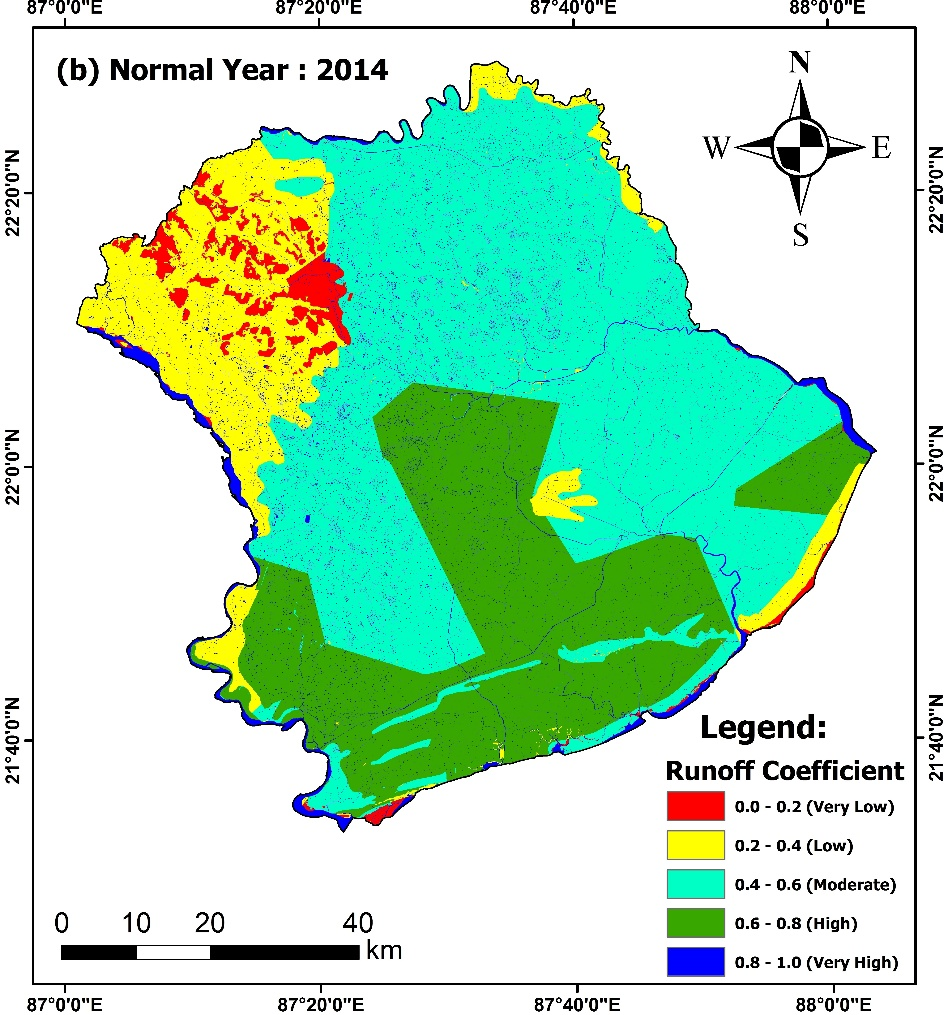 87°0'0"E 87°20'0"E 87°40'0"E 88°0'0"E
(b) Normal Year : 2014
N
W E
S
22°20'0"N 22°20'0"N
22°0'0"N 22°0'0"N
21°40'0"N 21°40'0"N
Legend:
Runoff Coefficient
0.0 - 0.2 (Very Low)
0.2 - 0.4 (Low)
0.4 - 0.6 (Moderate)
0.6 - 0.8 (High)
0.8 - 1.0 (Very High)
0 10 20 40
km
87°0'0"E 87°20'0"E 87°40'0"E 88°0'0"E